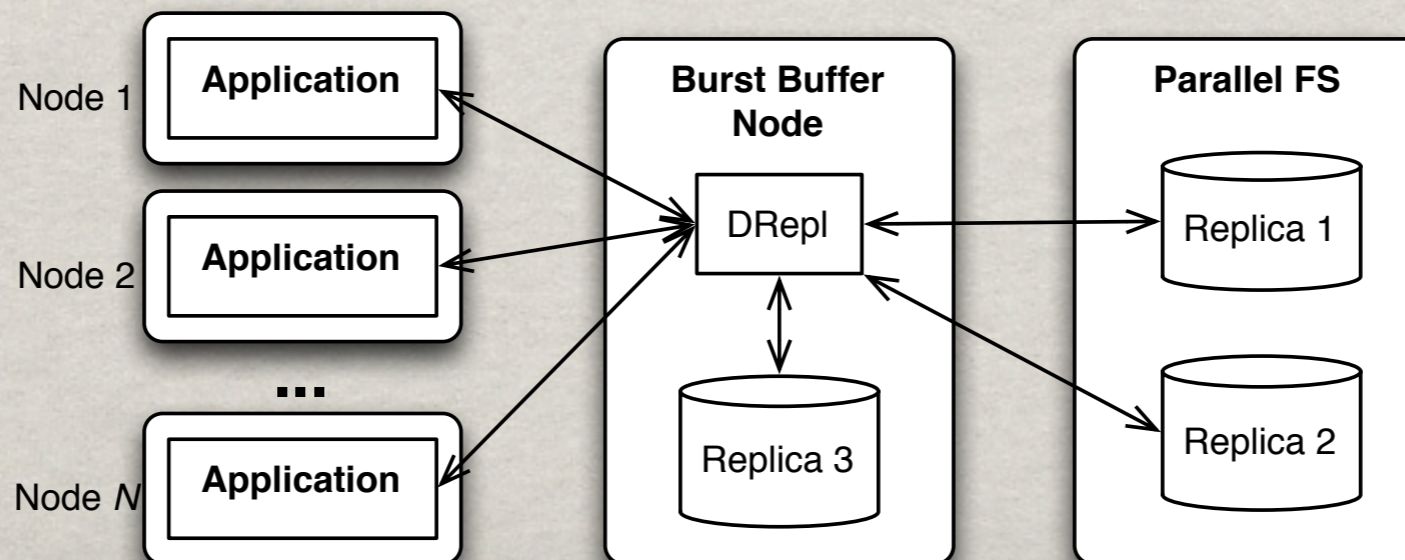 Node 1
Application
Node 2
Application
...
Node N
Application
Burst Buffer
Node
DRepl
Replica 3
Parallel FS
Replica 1
Replica 2